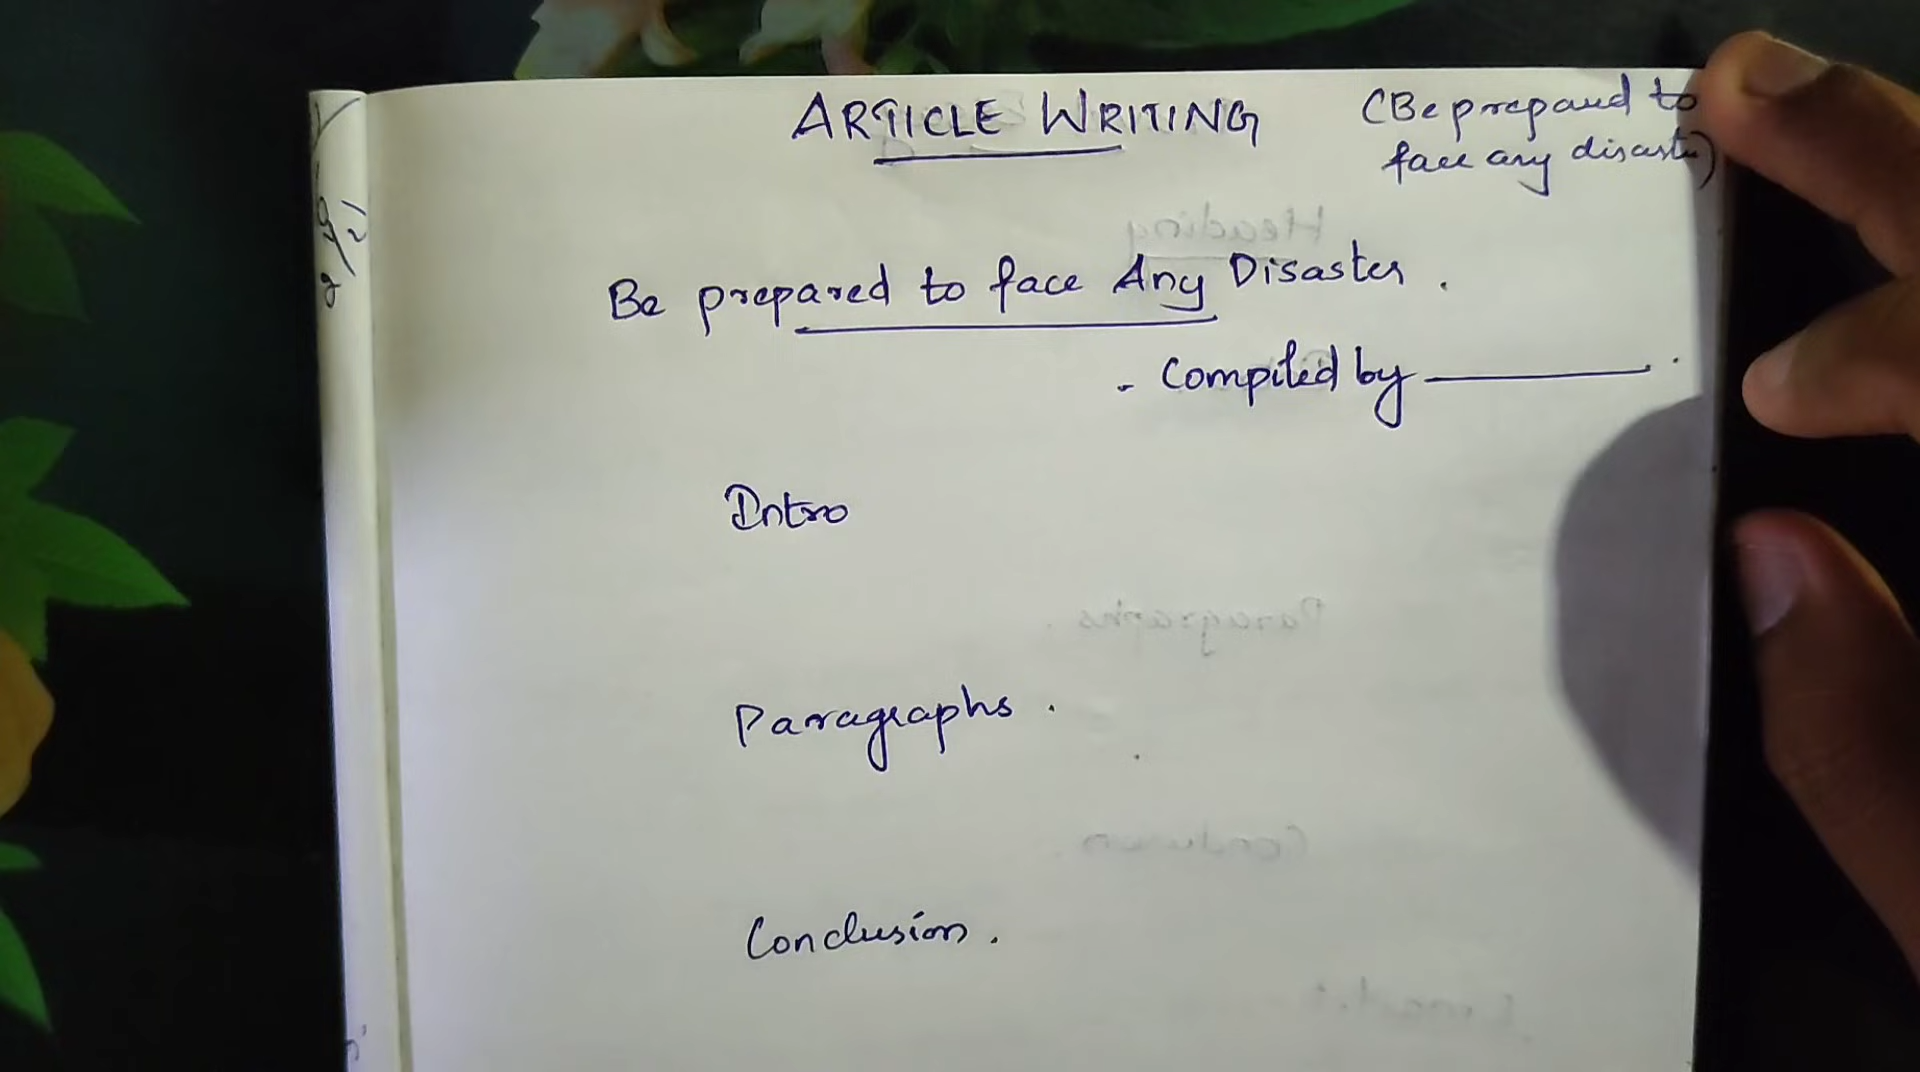 ARTICLE WRITING
(Be prepared to
face any disaster)
Be prepared to face Any Disaster.
- Compiled by ________ .
Intro
Paragraphs.
Conclusion.